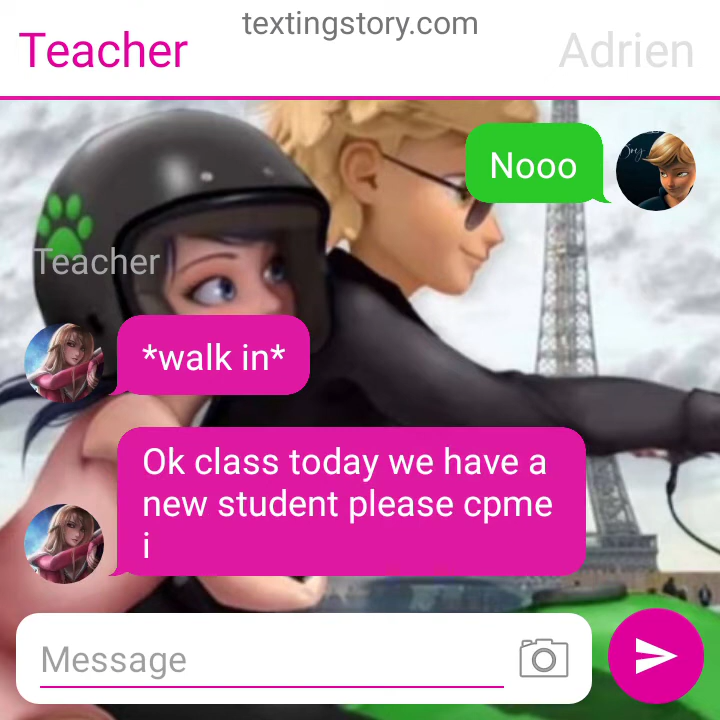 textingstory.com
Teacher
Adrien
Nooo
Teacher
*walk in*
Ok class today we have a
new student please cpme
i
Message